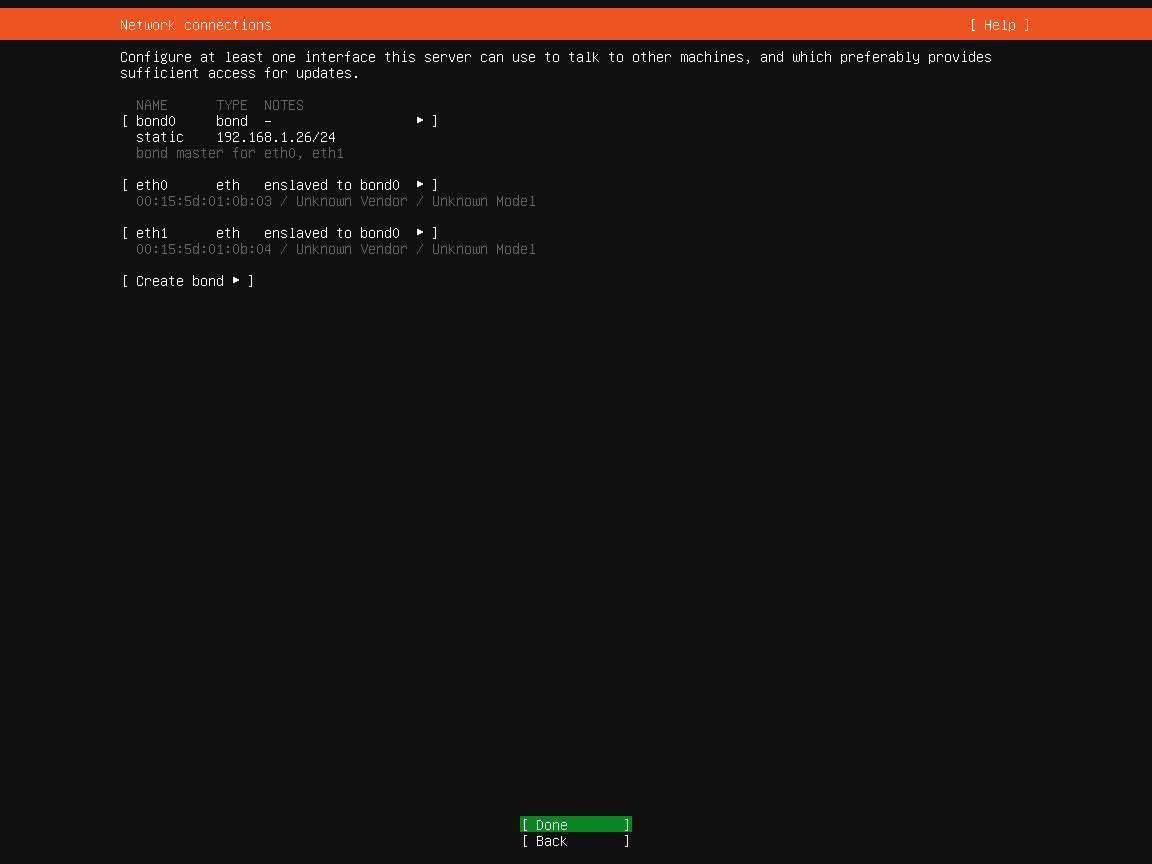 Network connections [ Help ]
Configure at least one interface this server can use to talk to other machines, and which preferably provides
sufficient access for updates.
NAME TYPE NOTES
[ bond0 bond – ▸ ]
static 192.168.1.26/24
bond master for eth0, eth1
[ eth0 eth enslaved to bond0 ▸ ]
00:15:5d:01:0b:03 / Unknown Vendor / Unknown Model
[ eth1 eth enslaved to bond0 ▸ ]
00:15:5d:01:0b:04 / Unknown Vendor / Unknown Model
[ Create bond ▸ ]
[ Done ]
[ Back ]